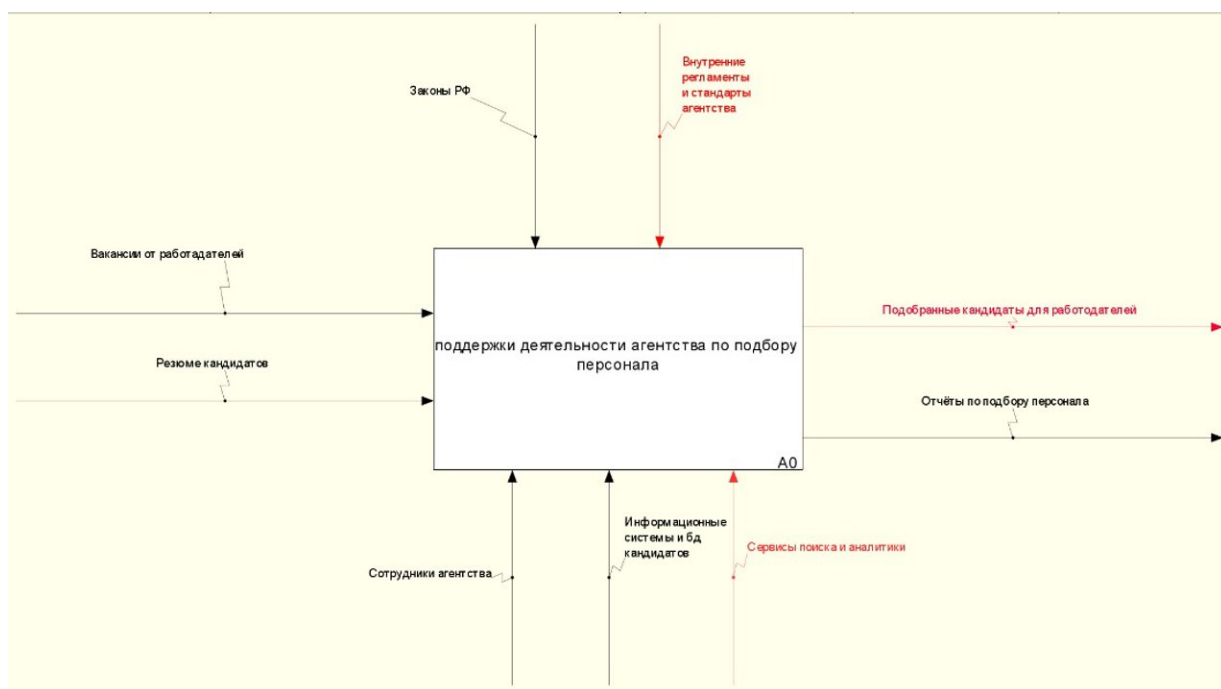 Законы РФ
Внутренние
регламенты
и стандарты
агентства
Вакансии от работадателей
Резюме кандидатов
поддержки деятельности агентства по подбору
персонала
A0
Подобранные кандидаты для работодателей
Отчёты по подбору персонала
Сотрудники агентства
Информационные
системы и бд
кандидатов
Сервисы поиска и аналитики